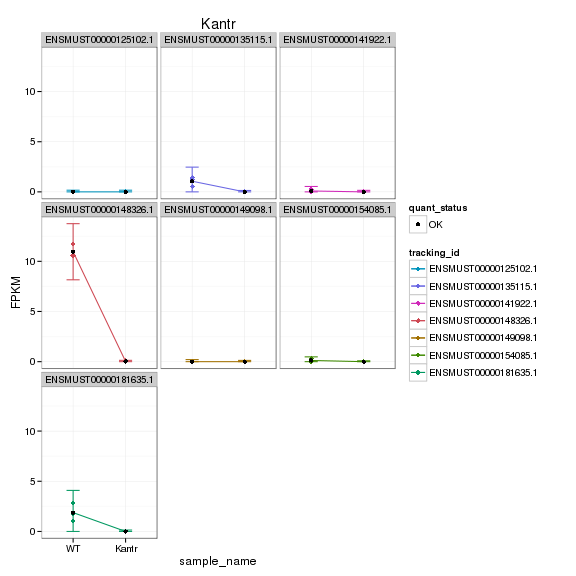 Kantr
ENSMUST00000125102.1 ENSMUST00000135115.1 ENSMUST00000141922.1
10
5
0
ENSMUST00000148326.1 ENSMUST00000149098.1 ENSMUST00000154085.1
10
5
0
ENSMUST00000181635.1
10
5
0
WT Kantr
FPKM
sample_name
quant_status
OK
tracking_id
ENSMUST00000125102.1
ENSMUST00000135115.1
ENSMUST00000141922.1
ENSMUST00000148326.1
ENSMUST00000149098.1
ENSMUST00000154085.1
ENSMUST00000181635.1